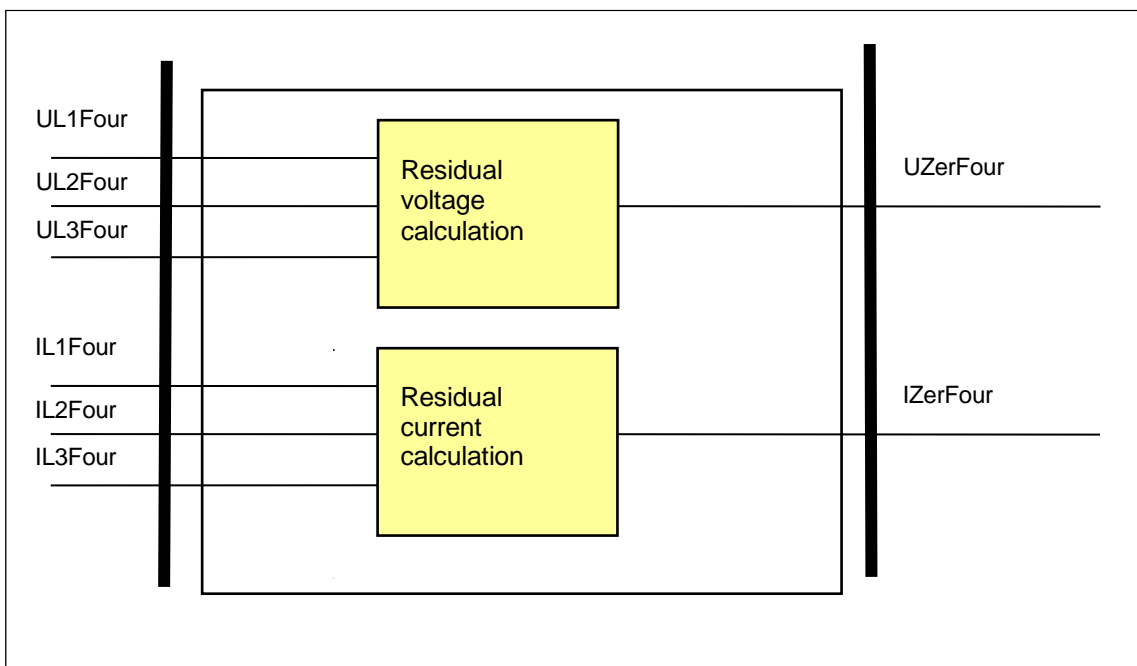 UL1Four
UL2Four
UL3Four
Residual
voltage
calculation
UZerFour
IL1Four
IL2Four
IL3Four
Residual
current
calculation
IZerFour